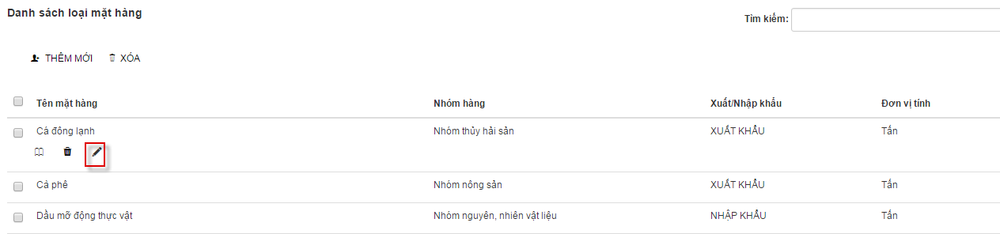 Danh sách loại mặt hàng
Tìm kiếm:
THÊM MỚI XÓA
Tên mặt hàng Nhóm hàng Xuất/Nhập khẩu Đơn vị tính
Cá đông lạnh Nhóm thủy hải sản XUẤT KHẨU Tấn
Cà phê Nhóm nông sản XUẤT KHẨU Tấn
Dầu mỡ động thực vật Nhóm nguyên, nhiên vật liệu NHẬP KHẨU Tấn